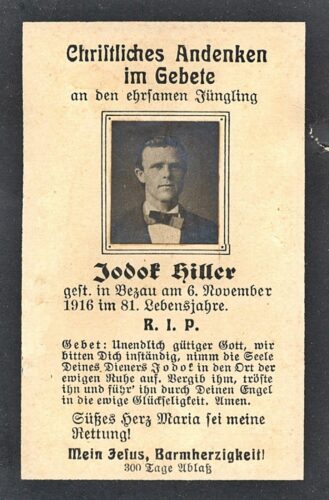 Christliches Andenken
im Gebete
an den ehrsamen Jüngling
Jodok Hiller
gest. in Bezau am 6. November
1916 im 81. Lebensjahre.
R. I. P.
Gebet: Unendlich gütiger Gott, wir
bitten Dich inständig, nimm die Seele
Deines Dieners Jodok in den Ort der
ewigen Ruhe auf. Vergib ihm, tröste
ihn und führ' ihn durch Deinen Engel
in die ewige Glückseligkeit. Amen.
Süßes Herz Maria sei meine
Rettung!
Mein Jesus, Barmherzigkeit!
300 Tage Ablaß